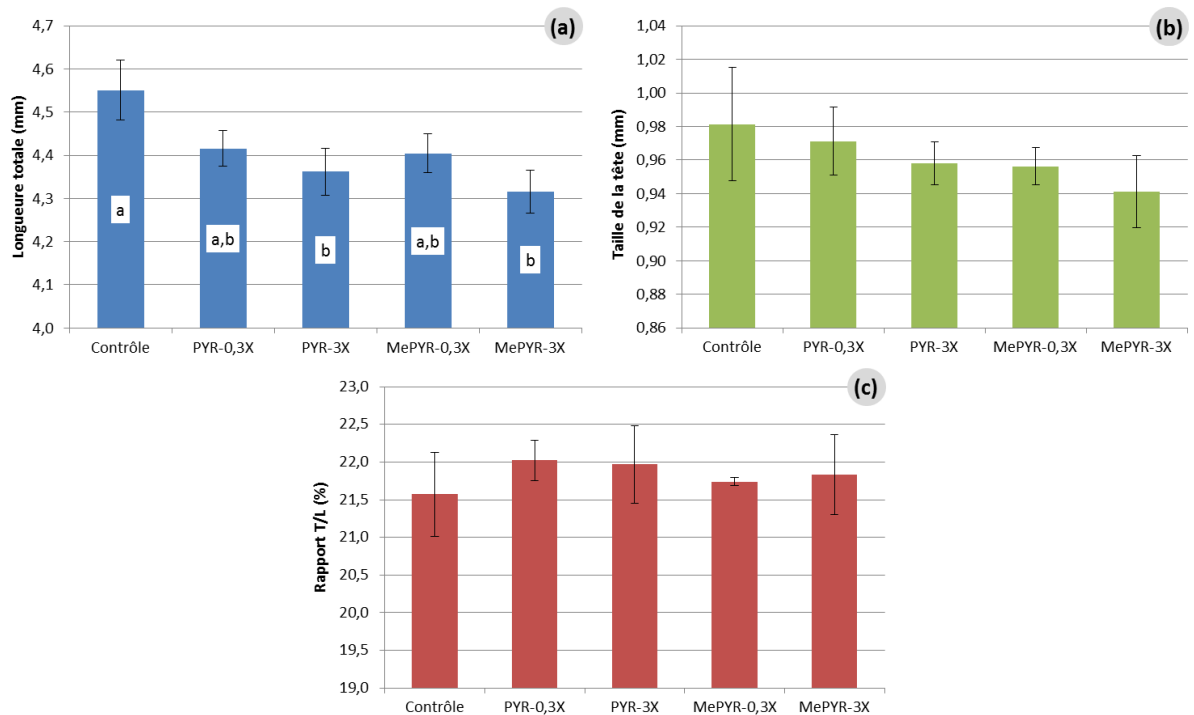 (a)
Longueure totale (mm)
4,7
4,6
4,5
4,4
4,3
4,2
4,1
4,0
a
a,b
b
a,b
b
Contrôle PYR-0,3X PYR-3X MePYR-0,3X MePYR-3X
(b)
Taille de la tête (mm)
1,04
1,02
1,00
0,98
0,96
0,94
0,92
0,90
0,88
0,86
Contrôle PYR-0,3X PYR-3X MePYR-0,3X MePYR-3X
(c)
Rapport T/L (%)
23,0
22,5
22,0
21,5
21,0
20,5
20,0
19,5
19,0
Contrôle PYR-0,3X PYR-3X MePYR-0,3X MePYR-3X